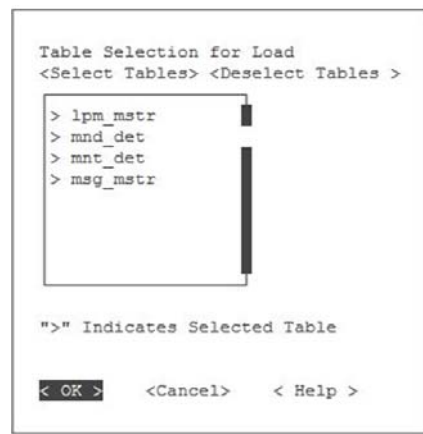 Table Selection for Load
<Select Tables> <Deselect Tables >
> lpm_mstr
> mnd_det
> mnt_det
> msg_mstr
">" Indicates Selected Table
< OK > <Cancel> < Help >